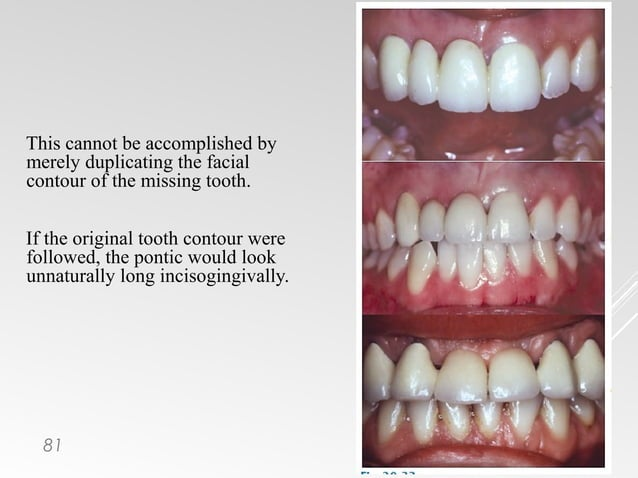 This cannot be accomplished by
merely duplicating the facial
contour of the missing tooth.
If the original tooth contour were
followed, the pontic would look
unnaturally long incisogingivally.
81